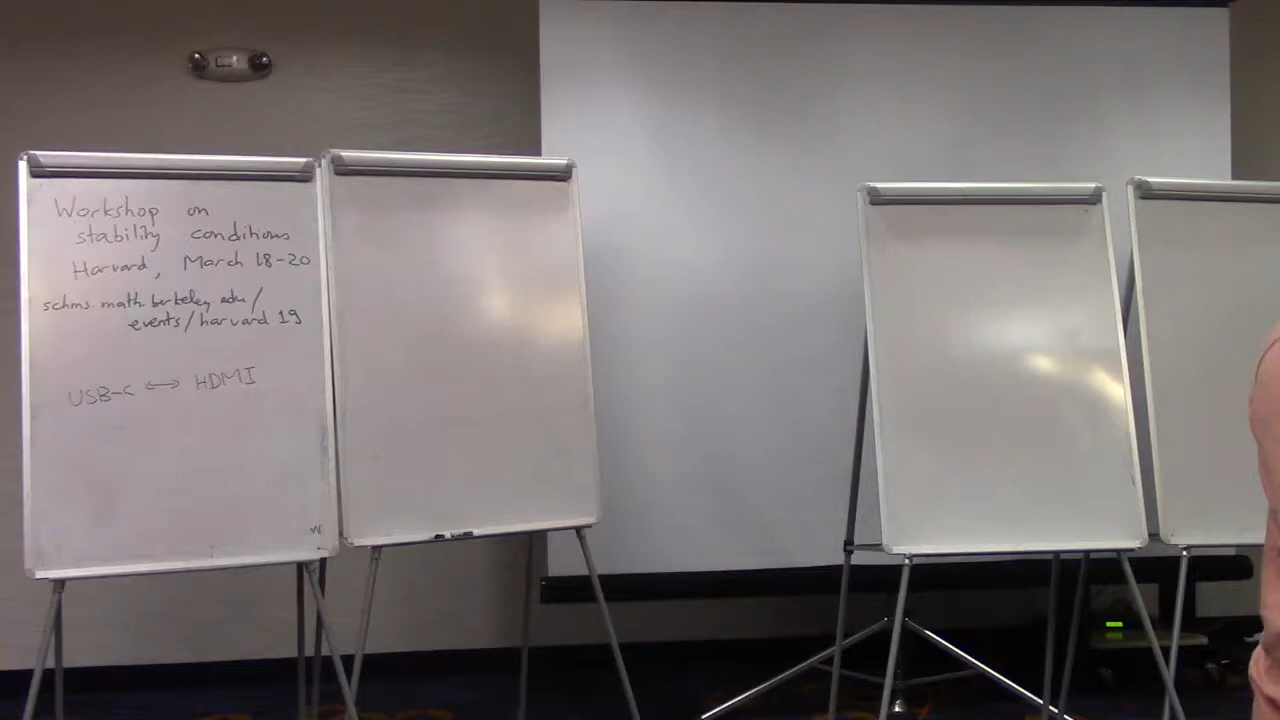 Workshop on
stability conditions
Harvard, March 18-20
schms.math.berkeley.edu/
events/harvard 19
USB-C ↔ HDMI